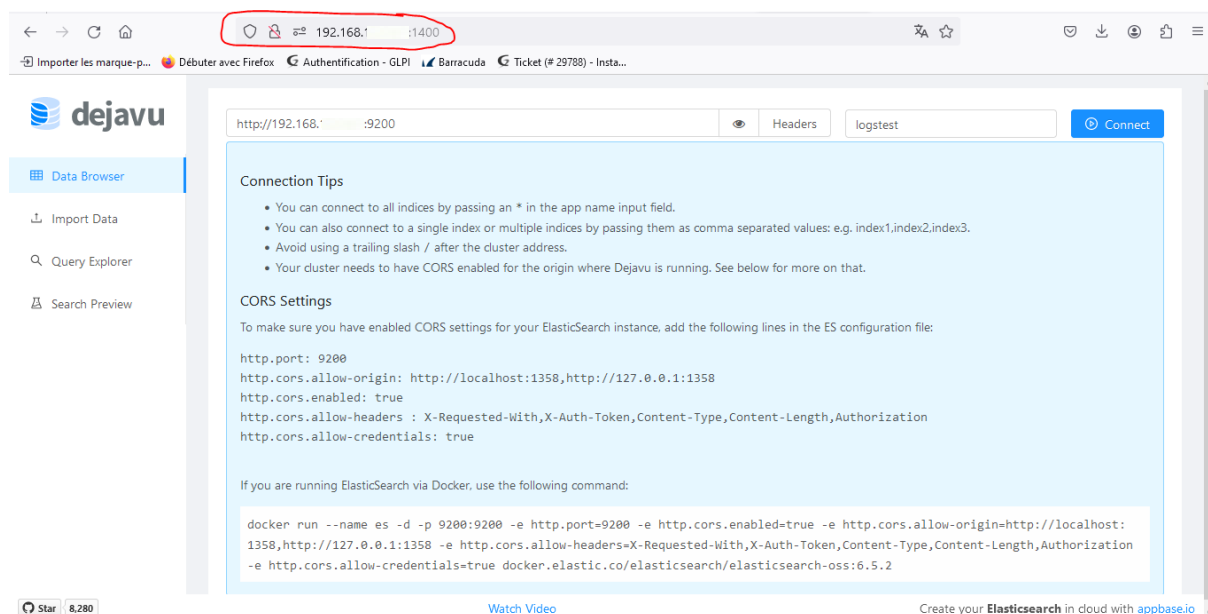 192.168.1 :1400
Importer les marque-p... Débuter avec Firefox Authentification - GLPI Barracuda Ticket (# 29788) - Insta...
dejavu
http://192.168. :9200 Headers logstest Connect
Data Browser
Import Data
Query Explorer
Search Preview
Connection Tips
• You can connect to all indices by passing an * in the app name input field.
• You can also connect to a single index or multiple indices by passing them as comma separated values: e.g. index1,index2,index3.
• Avoid using a trailing slash / after the cluster address.
• Your cluster needs to have CORS enabled for the origin where Dejavu is running. See below for more on that.
CORS Settings
To make sure you have enabled CORS settings for your ElasticSearch instance, add the following lines in the ES configuration file:
http.port: 9200
http.cors.allow-origin: http://localhost:1358,http://127.0.0.1:1358
http.cors.enabled: true
http.cors.allow-headers : X-Requested-With,X-Auth-Token,Content-Type,Content-Length,Authorization
http.cors.allow-credentials: true
If you are running ElasticSearch via Docker, use the following command:
docker run --name es -d -p 9200:9200 -e http.port=9200 -e http.cors.enabled=true -e http.cors.allow-origin=http://localhost:
1358,http://127.0.0.1:1358 -e http.cors.allow-headers=X-Requested-With,X-Auth-Token,Content-Type,Content-Length,Authorization
-e http.cors.allow-credentials=true docker.elastic.co/elasticsearch/elasticsearch-oss:6.5.2
Star 8,280 Watch Video Create your Elasticsearch in cloud with appbase.io